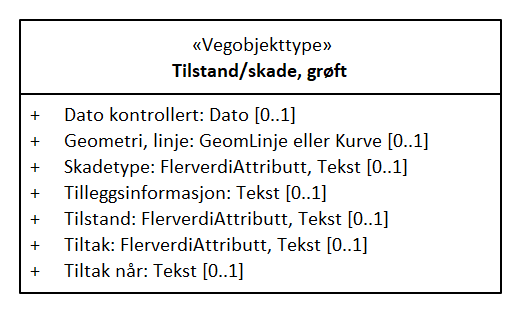 «Vegobjekttype»
Tilstand/skade, grøft
+ Dato kontrollert: Dato [0..1]
+ Geometri, linje: GeomLinje eller Kurve [0..1]
+ Skadetype: FlerverdiAttributt, Tekst [0..1]
+ Tilleggsinformasjon: Tekst [0..1]
+ Tilstand: FlerverdiAttributt, Tekst [0..1]
+ Tiltak: FlerverdiAttributt, Tekst [0..1]
+ Tiltak når: Tekst [0..1]